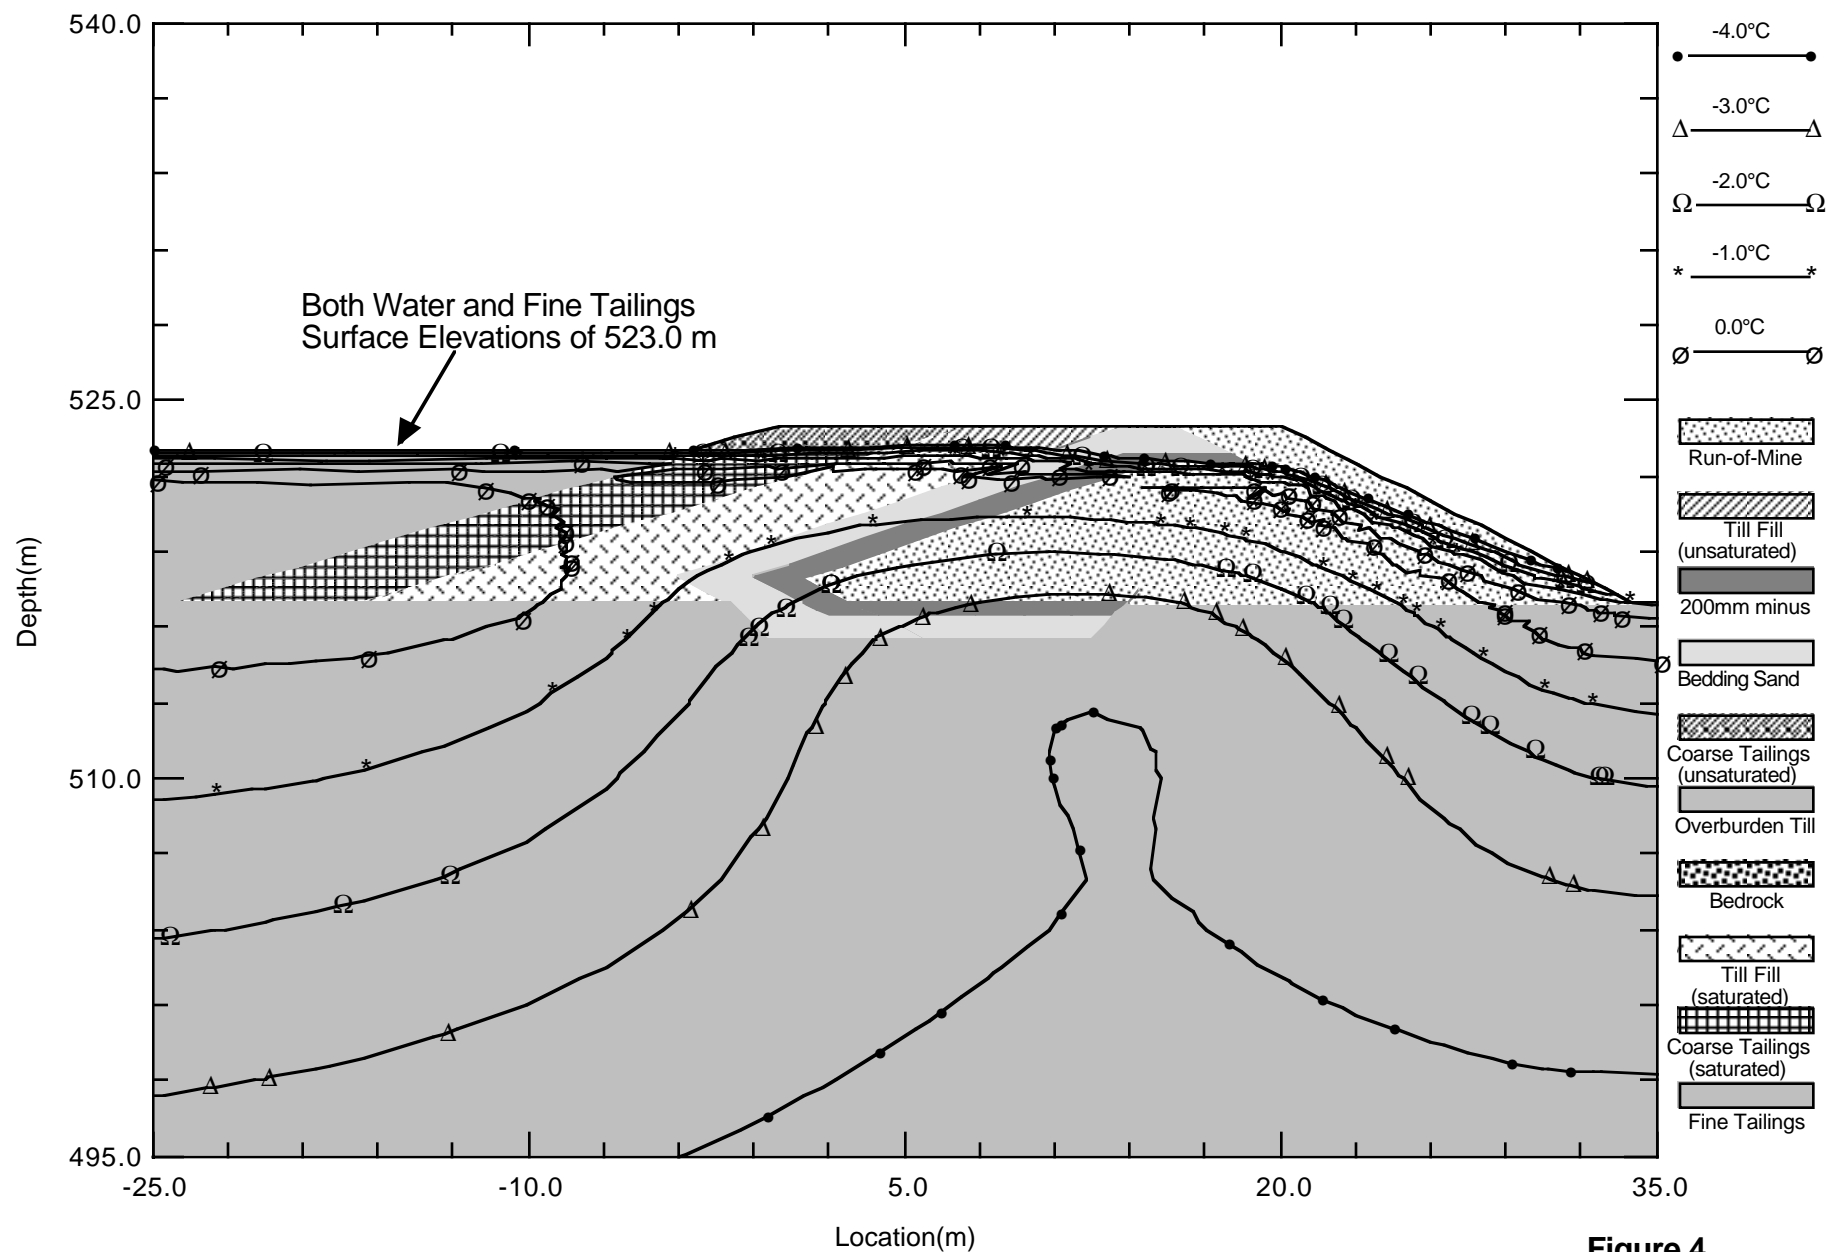 540.0
525.0
510.0
495.0
Depth(m)
-25.0
-10.0
5.0
20.0
35.0
Location(m)
Both Water and Fine Tailings
Surface Elevations of 523.0 m
-4.0°C
-3.0°C
-2.0°C
-1.0°C
0.0°C
Run-of-Mine
Till Fill
(unsaturated)
200mm minus
Bedding Sand
Coarse Tailings
(unsaturated)
Overburden Till
Bedrock
Till Fill
(saturated)
Coarse Tailings
(saturated)
Fine Tailings
Figure 4